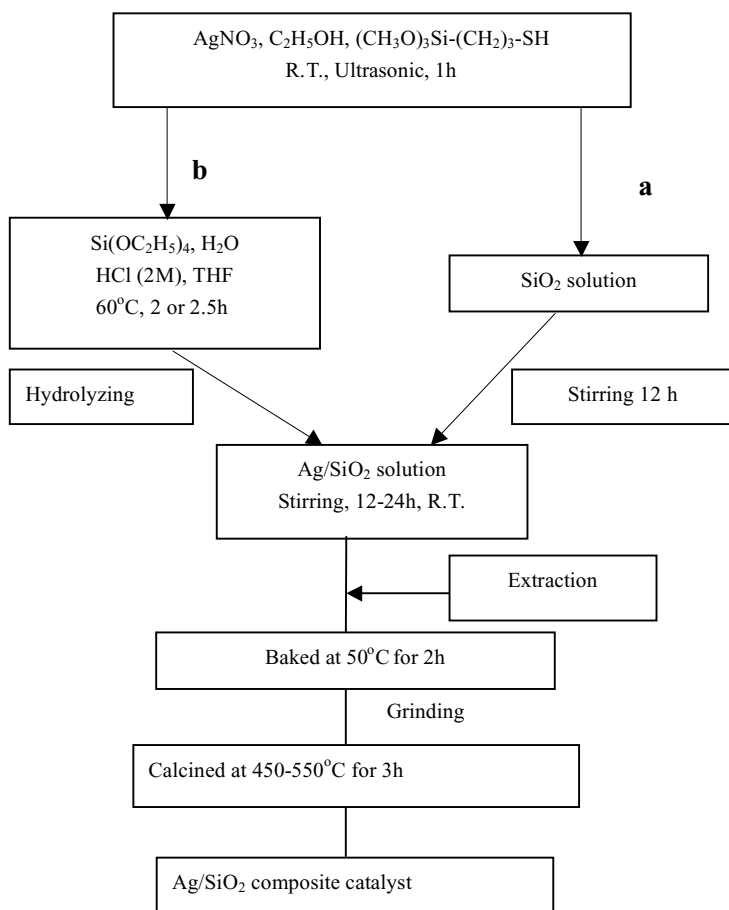 AgNO₃, C₂H₅OH, (CH₃O)₃Si-(CH₂)₃-SH
R.T., Ultrasonic, 1h
b
a
Si(OC₂H₅)₄, H₂O
HCl (2M), THF
60°C, 2 or 2.5h
SiO₂ solution
Hydrolyzing
Stirring 12 h
Ag/SiO₂ solution
Stirring, 12-24h, R.T.
Extraction
Baked at 50°C for 2h
Grinding
Calcined at 450-550°C for 3h
Ag/SiO₂ composite catalyst